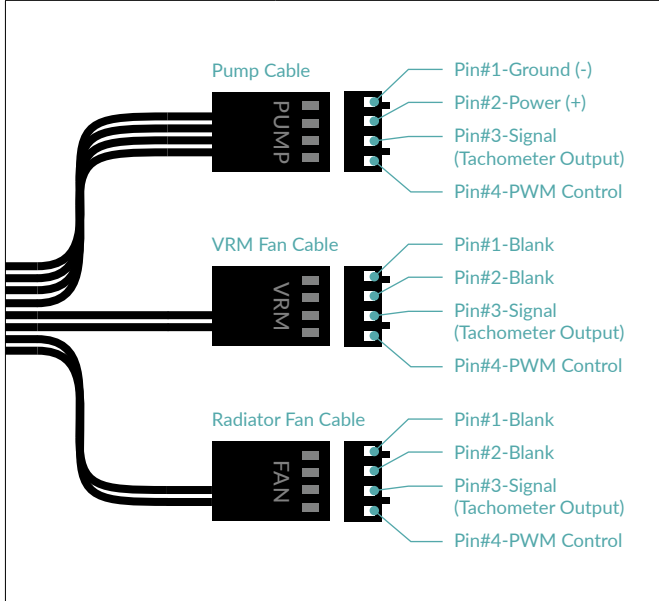 Pump Cable
PUMP
Pin#1-Ground (-)
Pin#2-Power (+)
Pin#3-Signal
(Tachometer Output)
Pin#4-PWM Control
VRM Fan Cable
VRM
Pin#1-Blank
Pin#2-Blank
Pin#3-Signal
(Tachometer Output)
Pin#4-PWM Control
Radiator Fan Cable
FAN
Pin#1-Blank
Pin#2-Blank
Pin#3-Signal
(Tachometer Output)
Pin#4-PWM Control